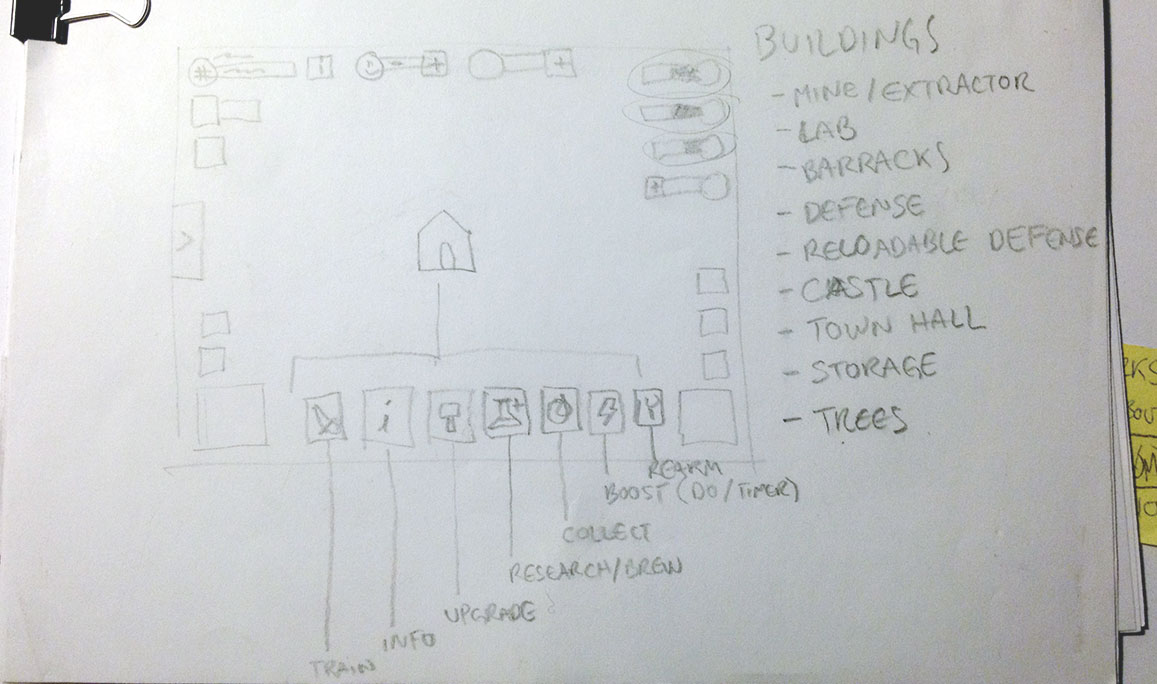 BUILDINGS
- MINE/EXTRACTOR
- LAB
- BARRACKS
- DEFENSE
- RELOADABLE DEFENSE
- CASTLE
- TOWN HALL
- STORAGE
- TREES
i
REARM
BOOST (DO/TIMER)
COLLECT
RESEARCH/BREW
UPGRADE
INFO
TRAIN